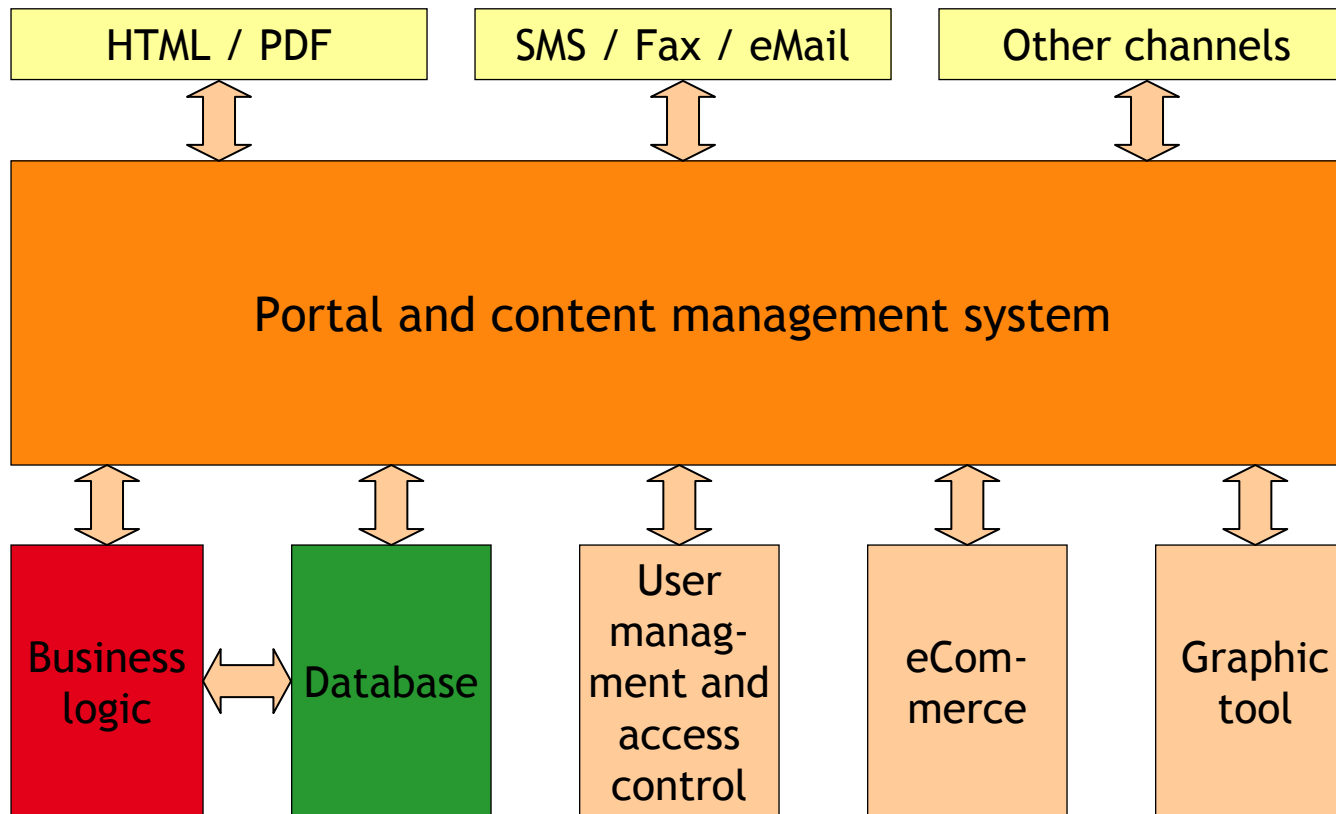 HTML / PDF
SMS / Fax / eMail
Other channels
Portal and content management system
Business
logic
Database
User
manag-
ment and
access
control
eCom-
merce
Graphic
tool